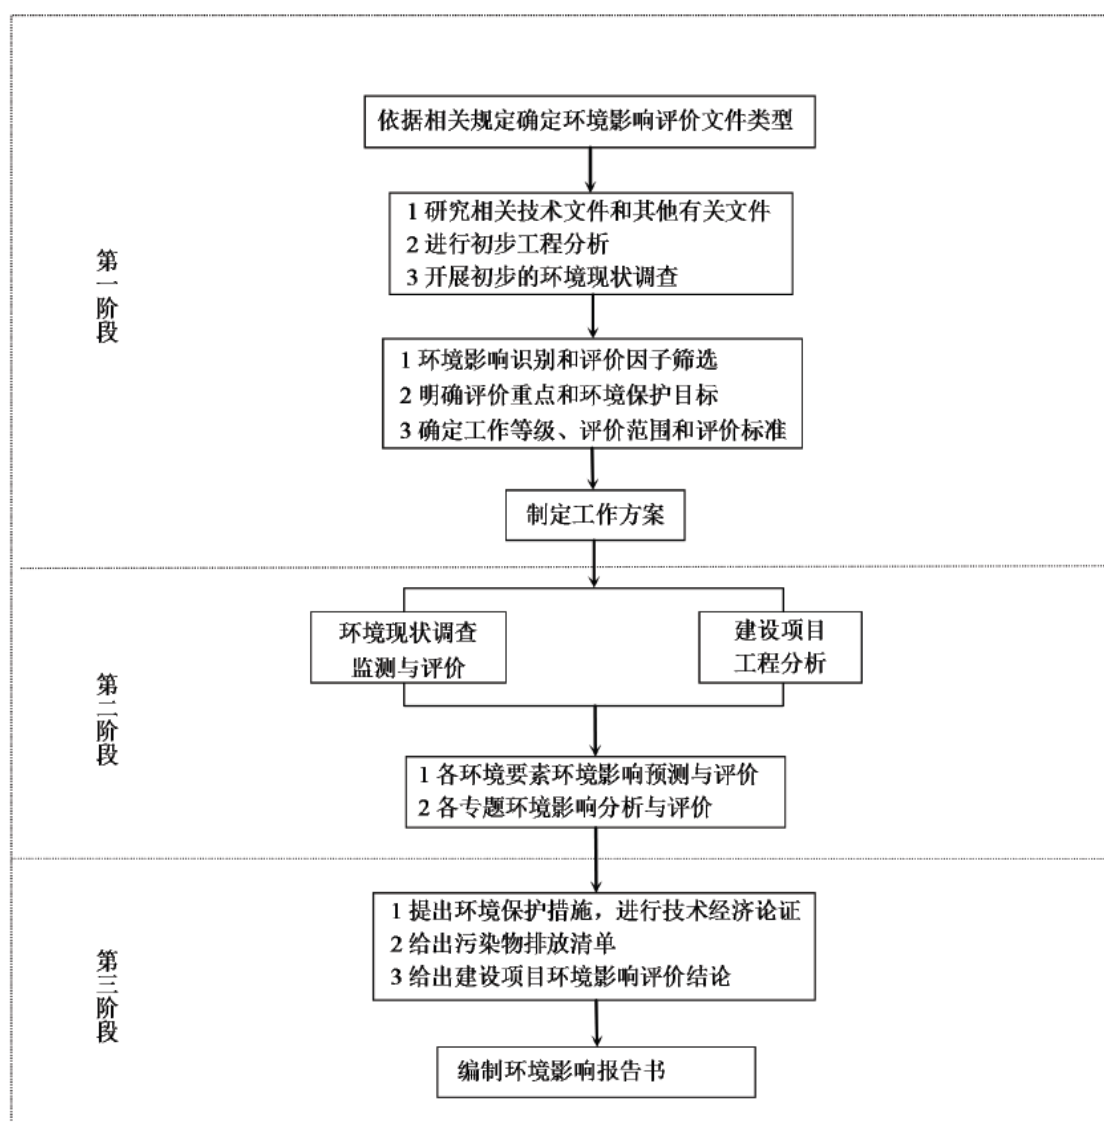 依据相关规定确定环境影响评价文件类型
1 研究相关技术文件和其他有关文件
2 进行初步工程分析
3 开展初步的环境现状调查
第一阶段
1 环境影响识别和评价因子筛选
2 明确评价重点和环境保护目标
3 确定工作等级、评价范围和评价标准
制定工作方案
环境现状调查
监测与评价
建设项目
工程分析
第二阶段
1 各环境要素环境影响预测与评价
2 各专题环境影响分析与评价
1 提出环境保护措施，进行技术经济论证
2 给出污染物排放清单
3 给出建设项目环境影响评价结论
第三阶段
编制环境影响报告书